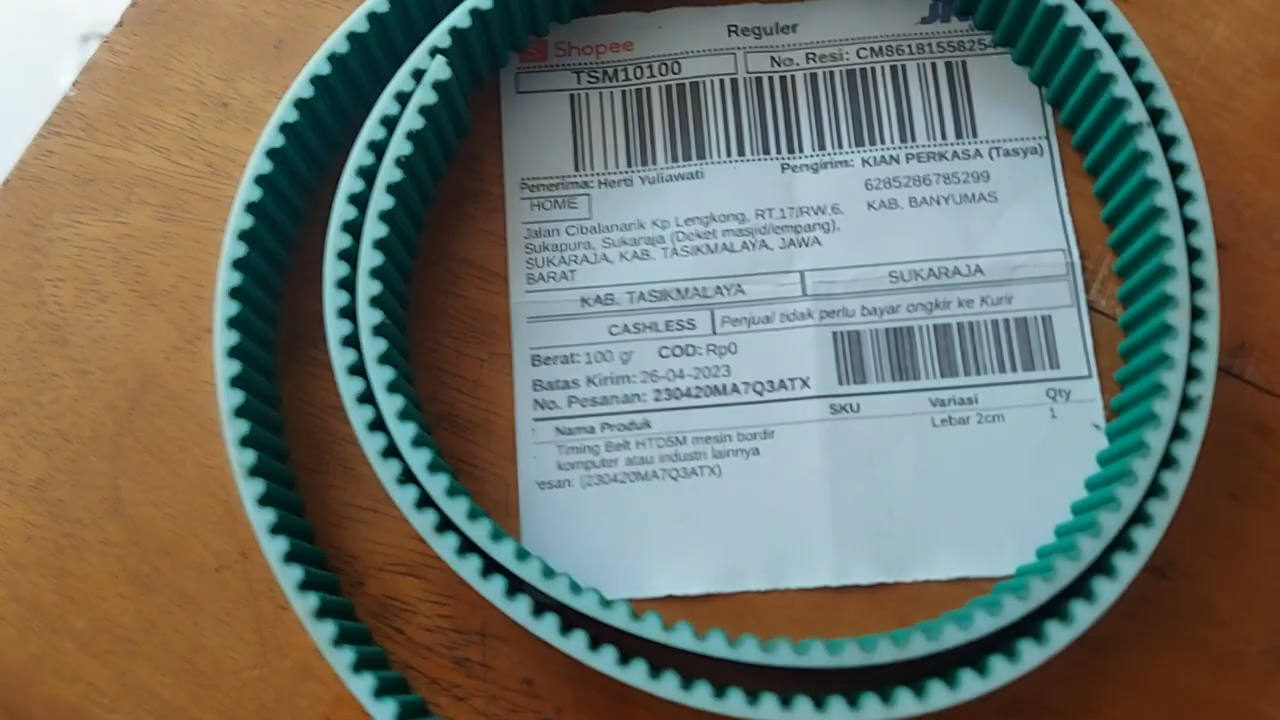 Reguler
Shopee
TSM10100
No. Resi: CM8618155825
Penerima: Herti Yuliawati
Pengirim: KIAN PERKASA (Tasya)
HOME
6285286785299
KAB. BANYUMAS
Jalan Cibalanarik Kp Lengkong, RT.17/RW.6,
Sukapura, Sukaraja (Deket masjid/empang),
SUKARAJA, KAB. TASIKMALAYA, JAWA
BARAT
KAB. TASIKMALAYA
SUKARAJA
CASHLESS
Penjual tidak perlu bayar ongkir ke Kurir
Berat: 100 gr COD: Rp0
Batas Kirim: 26-04-2023
No. Pesanan: 230420MA7Q3ATX
Nama Produk SKU Variasi Qty
Timing Belt HTD5M mesin bordir Lebar 2cm 1
komputer atau industri lainnya
esan: (230420MA7Q3ATX)